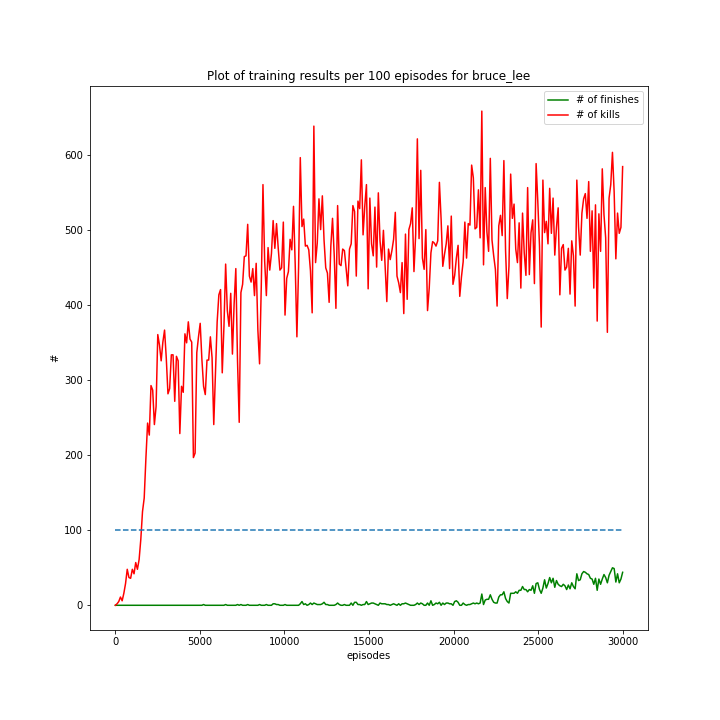 Plot of training results per 100 episodes for bruce_lee
# of finishes
# of kills
600
500
400
300
200
100
0
#
0 5000 10000 15000 20000 25000 30000
episodes